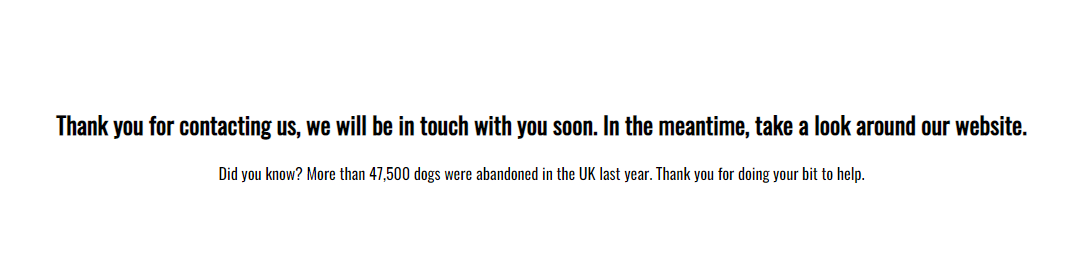 Thank you for contacting us, we will be in touch with you soon. In the meantime, take a look around our website.
Did you know? More than 47,500 dogs were abandoned in the UK last year. Thank you for doing your bit to help.